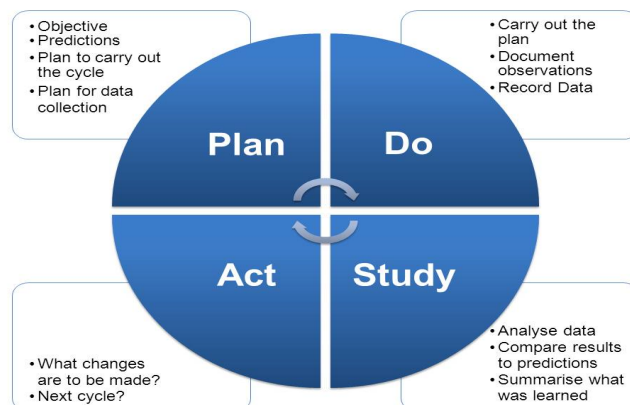 • Objective
• Predictions
• Plan to carry out
the cycle
• Plan for data
collection
• Carry out the
plan
• Document
observations
• Record Data
Plan
Do
Act
Study
• What changes
are to be made?
• Next cycle?
• Analyse data
• Compare results
to predictions
• Summarise what
was learned